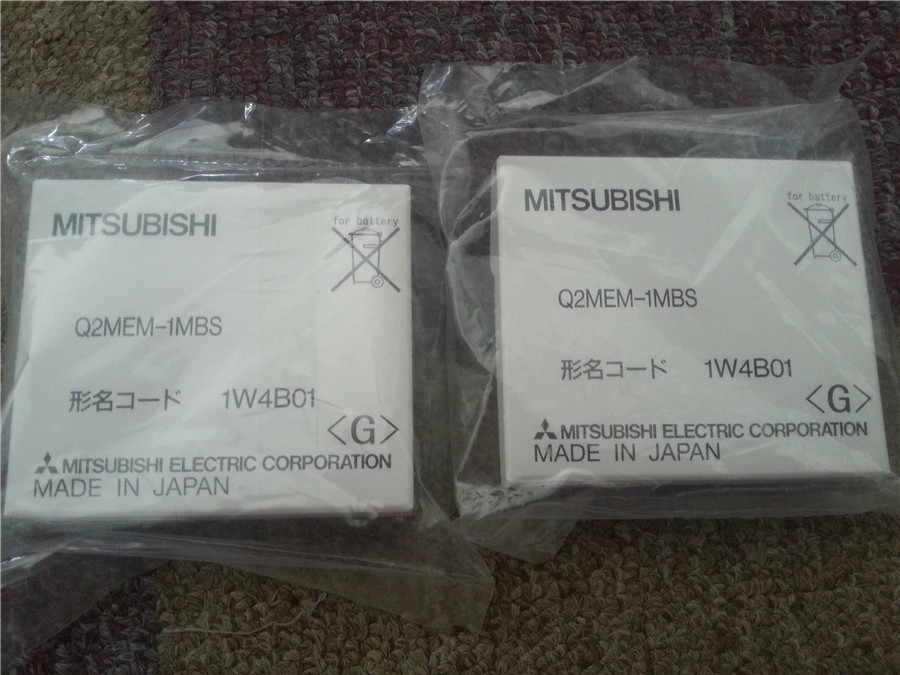 MITSUBISHI
for battery
Q2MEM-1MBS
形名コード 1W4B01
<G>
MITSUBISHI ELECTRIC CORPORATION
MADE IN JAPAN
MITSUBISHI
for battery
Q2MEM-1MBS
形名コード 1W4B01
<G>
MITSUBISHI ELECTRIC CORPORATION
MADE IN JAPAN